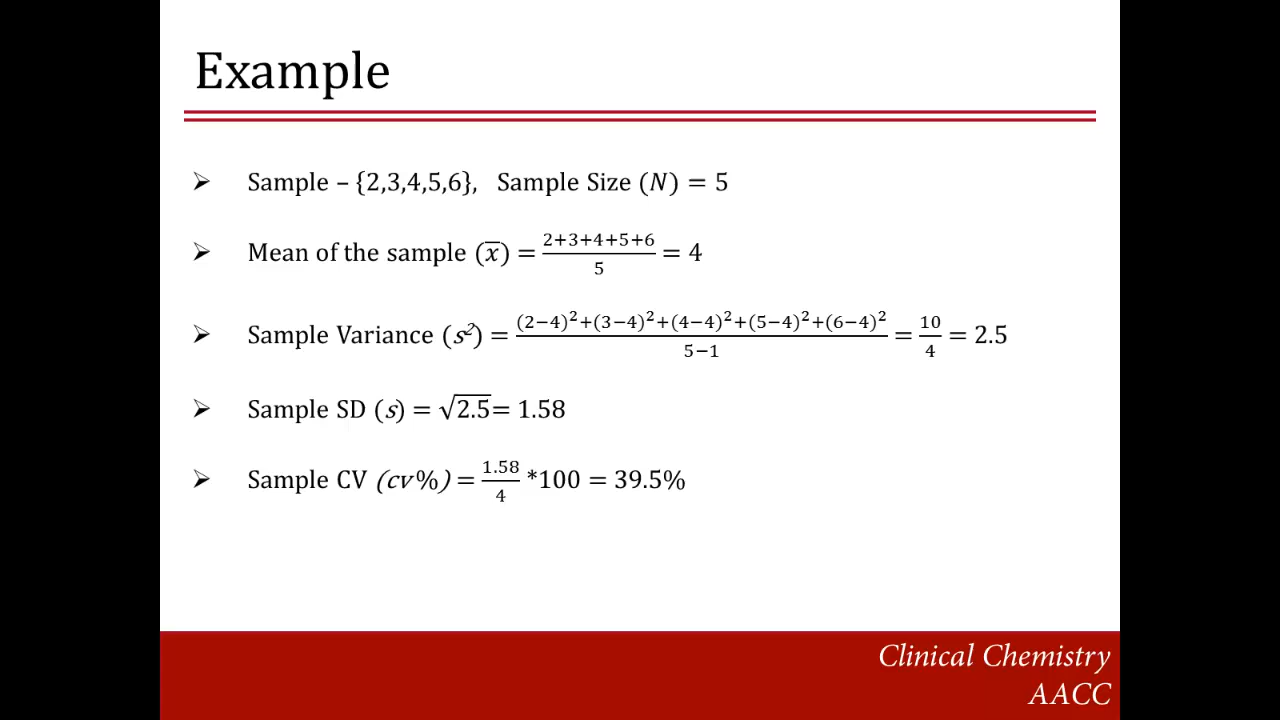 Example
➢ Sample – {2,3,4,5,6}, Sample Size (N) = 5
➢ Mean of the sample (x̅) = (2+3+4+5+6)/5 = 4
➢ Sample Variance (s²) = ((2−4)²+(3−4)²+(4−4)²+(5−4)²+(6−4)²)/(5−1) = 10/4 = 2.5
➢ Sample SD (s) = √2.5= 1.58
➢ Sample CV (cv%) = 1.58/4 *100 = 39.5%
Clinical Chemistry
AACC